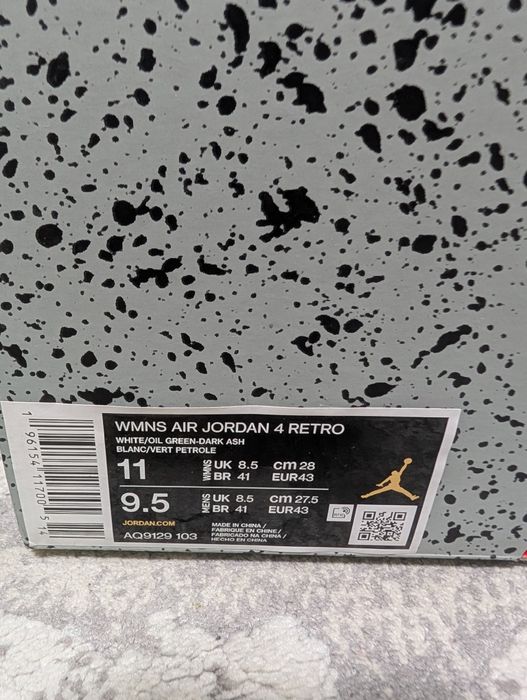 WMNS AIR JORDAN 4 RETRO
WHITE/OIL GREEN-DARK ASH
BLANC/VERT PETROLE
11 WMNS UK 8.5 cm 28
BR 41 EUR43
9.5 MENS UK 8.5 cm 27.5
BR 41 EUR43
JORDAN.COM
AQ9129 103
MADE IN CHINA /
FABRIQUE EN CHINE /
FABRICADO NA CHINA /
HECHO EN CHINA